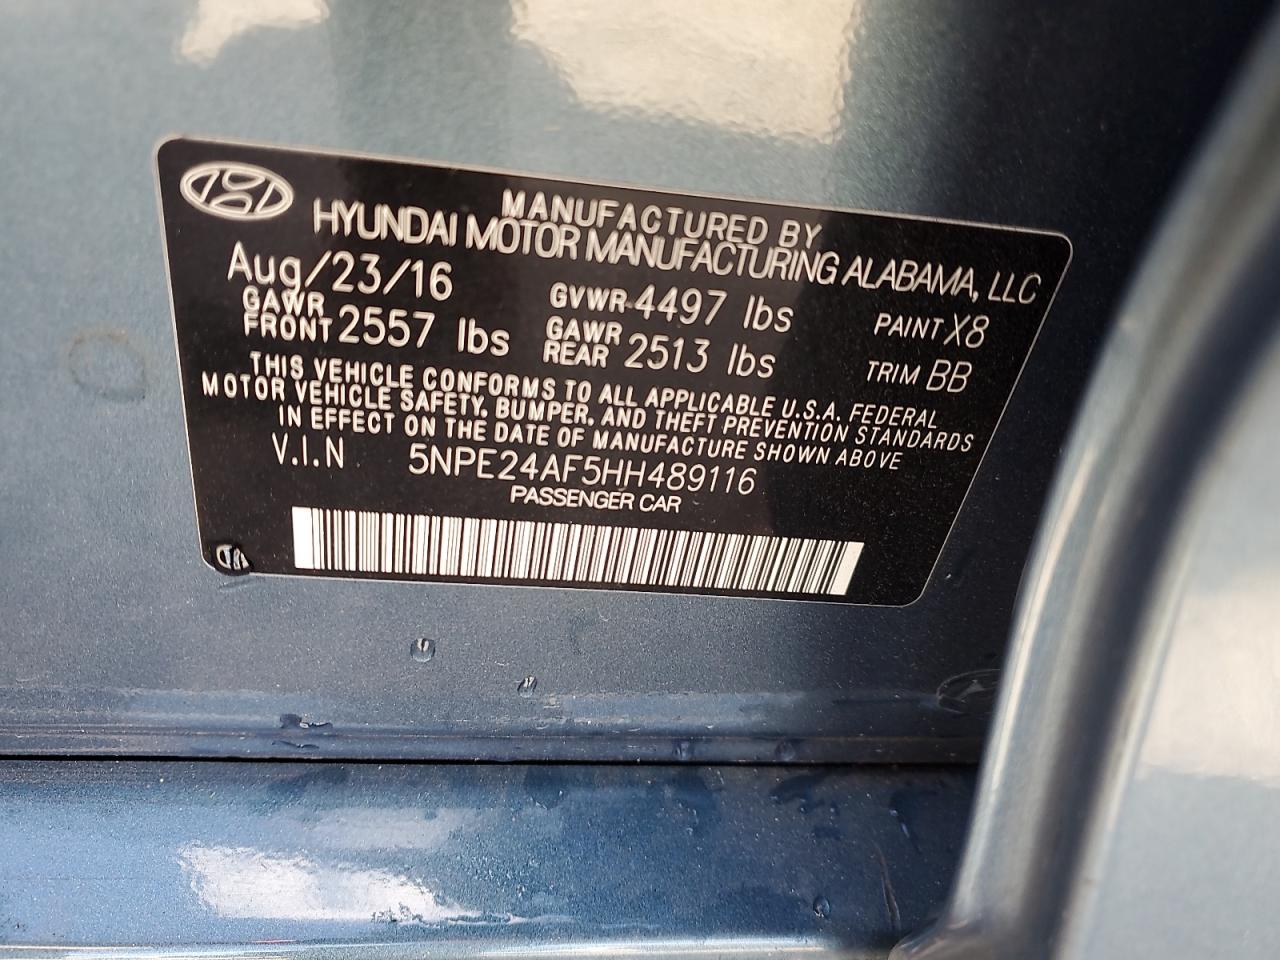 MANUFACTURED BY
HYUNDAI MOTOR MANUFACTURING ALABAMA, LLC
Aug/23/16
GAWR FRONT 2557 lbs
GVWR 4497 lbs
GAWR REAR 2513 lbs
PAINT X8
TRIM BB
THIS VEHICLE CONFORMS TO ALL APPLICABLE U.S.A. FEDERAL
MOTOR VEHICLE SAFETY, BUMPER, AND THEFT PREVENTION STANDARDS
IN EFFECT ON THE DATE OF MANUFACTURE SHOWN ABOVE
V.I.N 5NPE24AF5HH489116
PASSENGER CAR